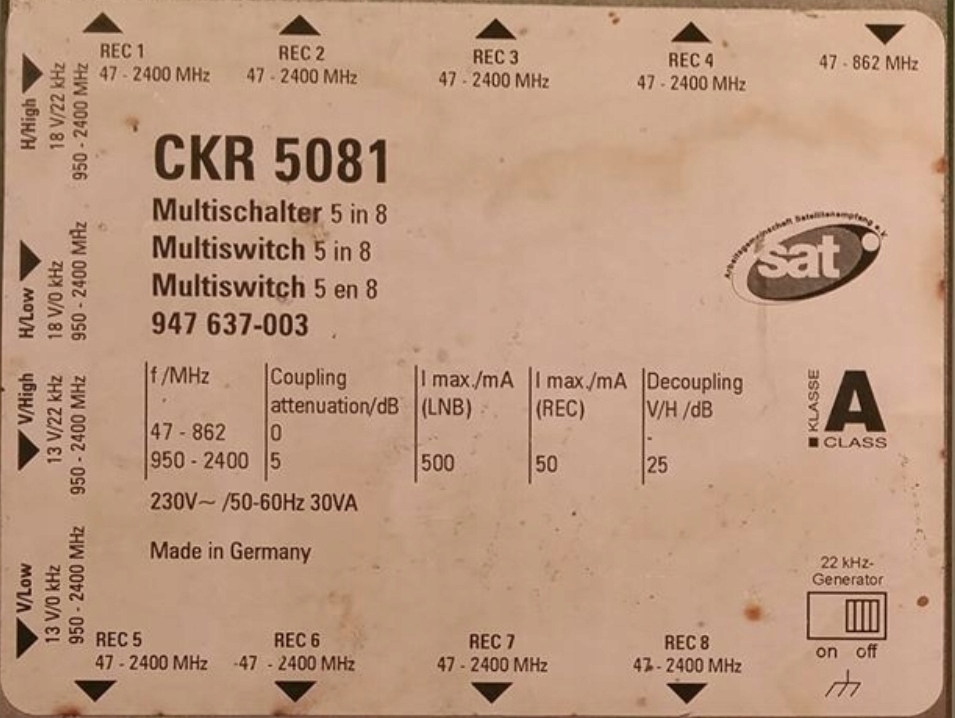 REC 1
47 - 2400 MHz
REC 2
47 - 2400 MHz
REC 3
47 - 2400 MHz
REC 4
47 - 2400 MHz
47 - 862 MHz
H/High
18 V/22 kHz
950 - 2400 MHz
H/Low
18 V/0 kHz
950 - 2400 MHz
V/High
13 V/22 kHz
950 - 2400 MHz
V/Low
13 V/0 kHz
950 - 2400 MHz
CKR 5081
Multischalter 5 in 8
Multiswitch 5 in 8
Multiswitch 5 en 8
947 637-003
Arbeitsgemeinschaft Satellitenempfang e.V.
sat
f /MHz Coupling I max./mA I max./mA Decoupling
attenuation/dB (LNB) (REC) V/H /dB
47 - 862 0 -
950 - 2400 5 500 50 25
KLASSE
A
CLASS
230V~ /50-60Hz 30VA
Made in Germany
22 kHz-
Generator
on off
REC 5
47 - 2400 MHz
REC 6
47 - 2400 MHz
REC 7
47 - 2400 MHz
REC 8
47 - 2400 MHz